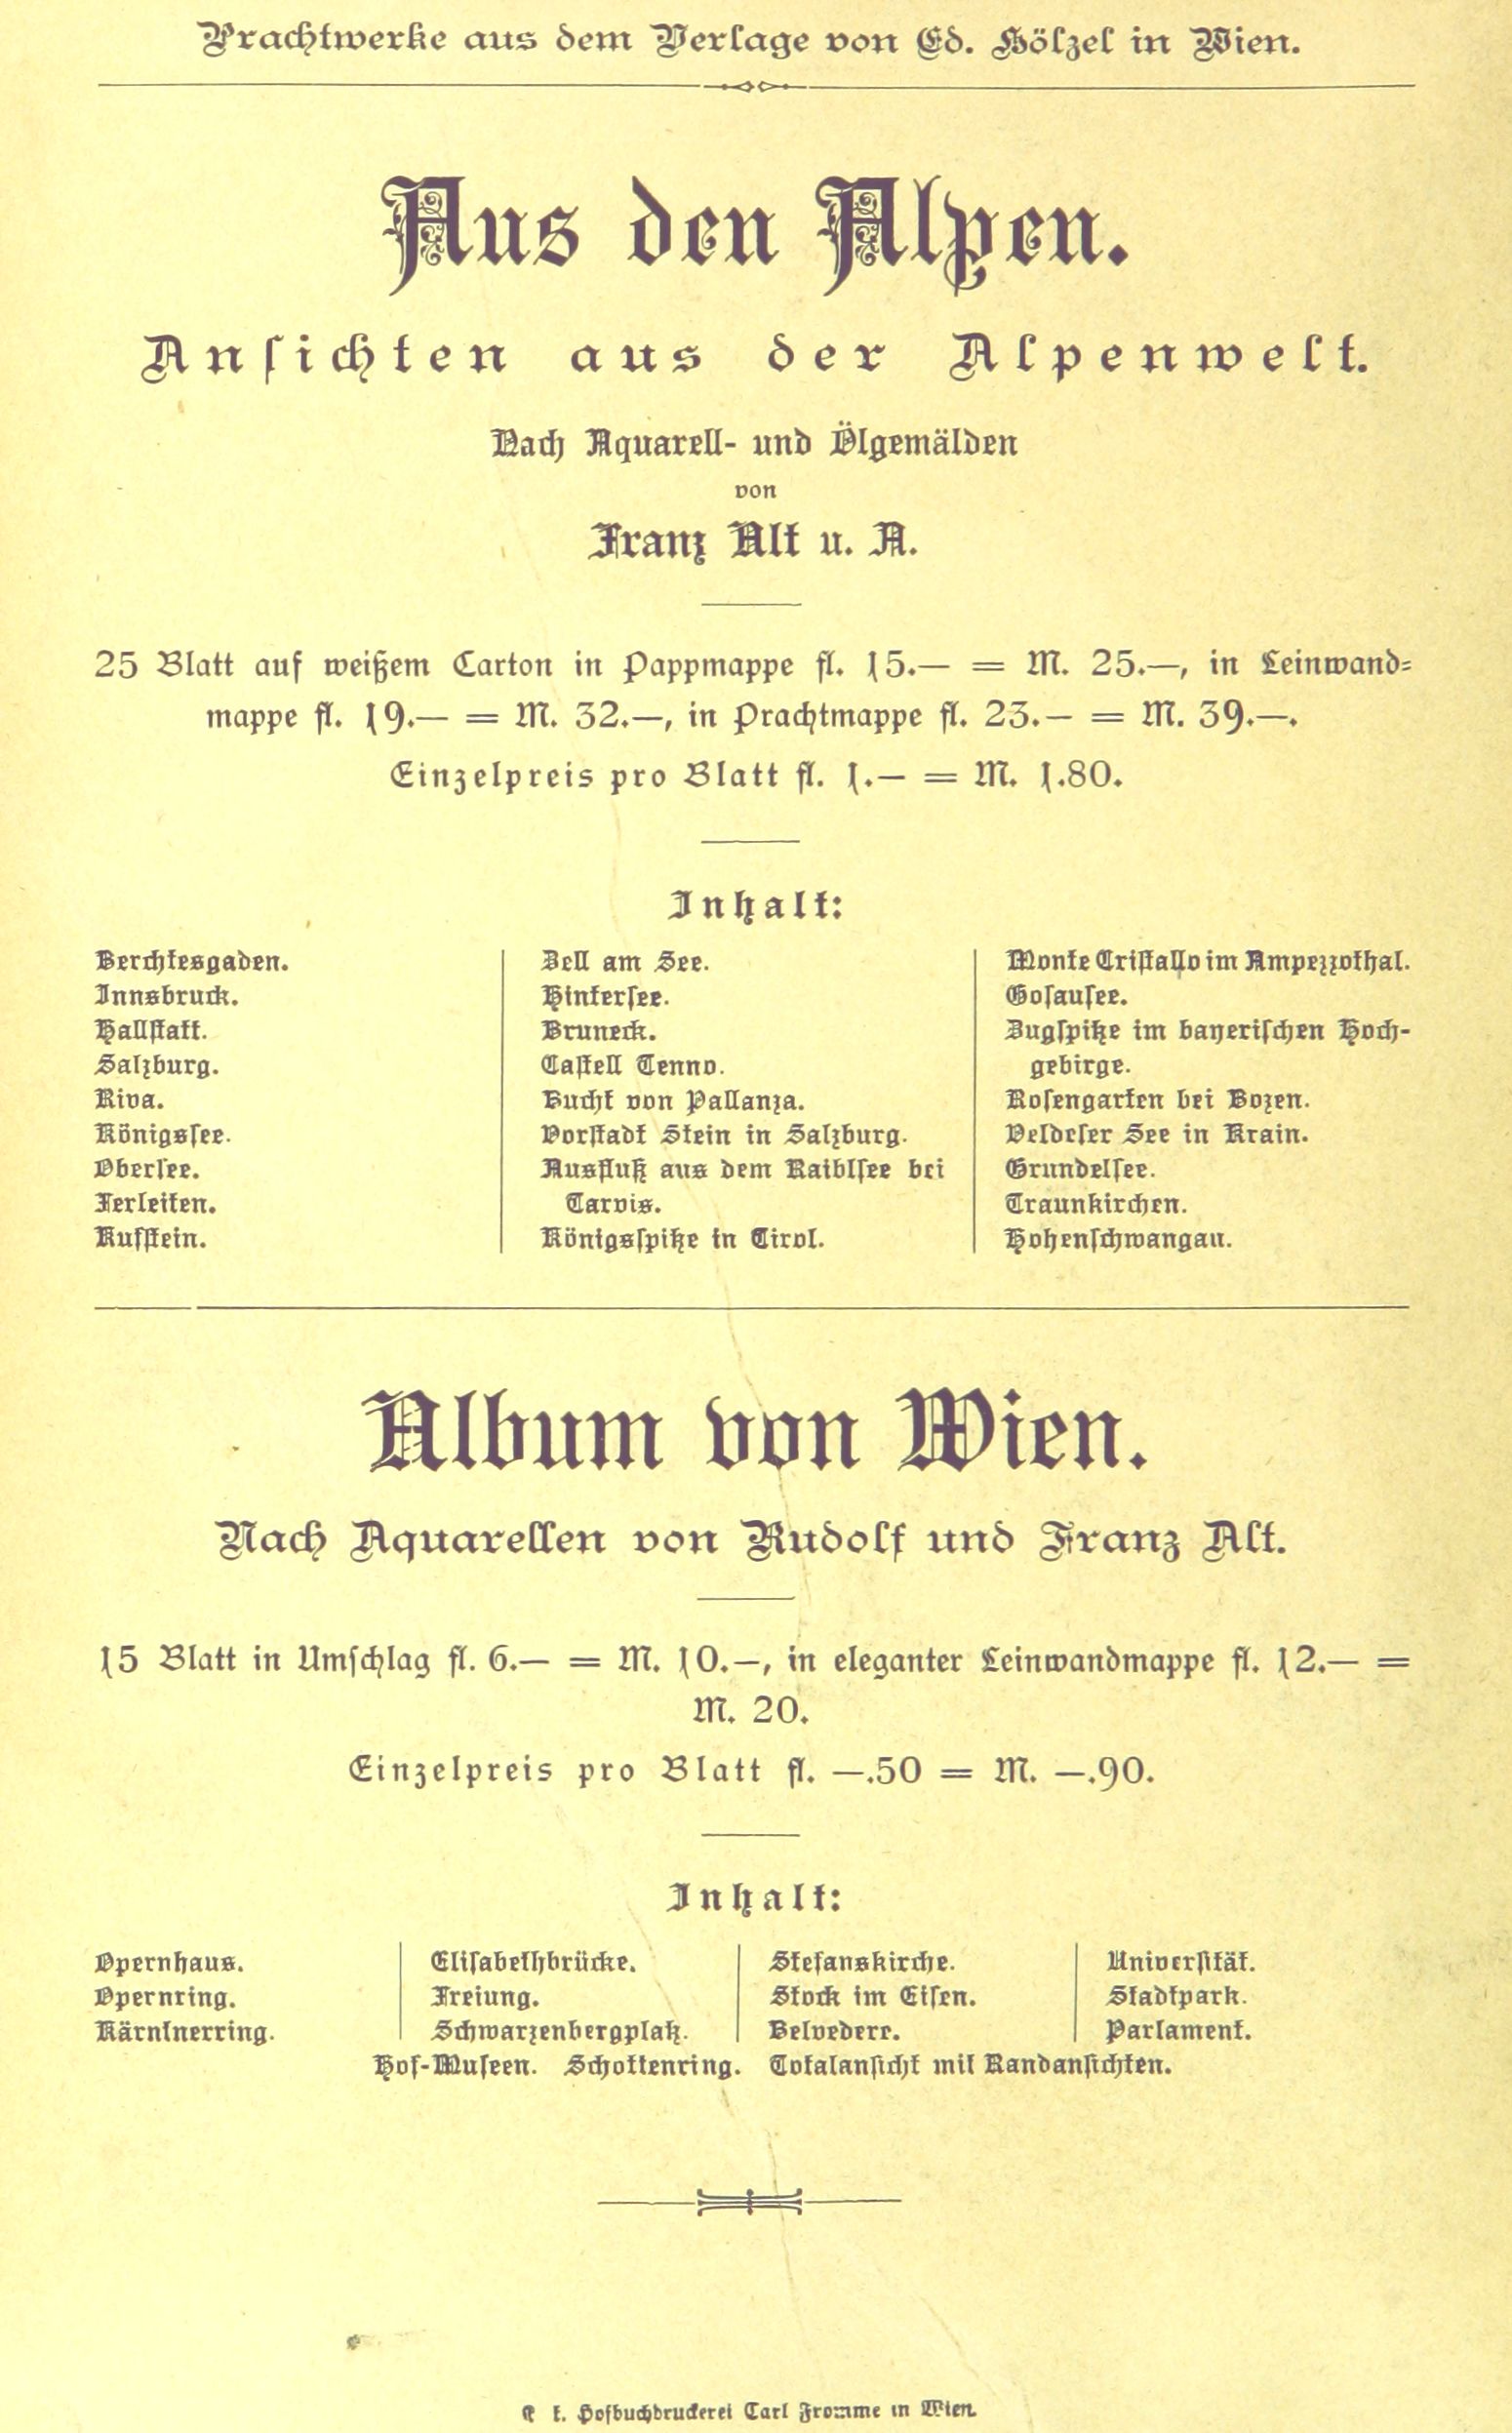 Prachtwerke aus dem Verlage von Ed. Hölzel in Wien.
Aus den Alpen.
Ansichten aus der Alpenwelt.
Nach Aquarell- und Ölgemälden
von
Franz Alt u. A.
25 Blatt auf weißem Carton in Pappmappe fl. 15.— = M. 25.—, in Leinwand-
mappe fl. 19.— = M. 32.—, in Prachtmappe fl. 23.— = M. 39.—.
Einzelpreis pro Blatt fl. 1.— = M. 1.80.
Inhalt:
Berchtesgaden.
Innsbruck.
Hallstatt.
Salzburg.
Riva.
Königssee.
Obersee.
Ferleiten.
Kufstein.
Zell am See.
Hintersee.
Bruneck.
Castell Tenno.
Bucht von Pallanza.
Vorstadt Stein in Salzburg.
Ausfluß aus dem Raiblsee bei
Tarvis.
Königsspitze in Tirol.
Monte Cristallo im Ampezzothal.
Gosausee.
Zugspitze im bayerischen Hoch-
gebirge.
Rosengarten bei Bozen.
Veldeser See in Krain.
Grundelsee.
Traunkirchen.
Hohenschwangau.
Album von Wien.
Nach Aquarellen von Rudolf und Franz Alt.
15 Blatt in Umschlag fl. 6.— = M. 10.—, in eleganter Leinwandmappe fl. 12.— =
M. 20.
Einzelpreis pro Blatt fl. —.50 = M. —.90.
Inhalt:
Opernhaus.
Opernring.
Kärntnerring.
Elisabethbrücke.
Freiung.
Schwarzenbergplatz.
Stefanskirche.
Stock im Eisen.
Belvedere.
Universität.
Stadtpark.
Parlament.
Hof-Museen. Schottenring. Totalansicht mit Randansichten.
K. k. Hofbuchdruckerei Carl Fromme in Wien.